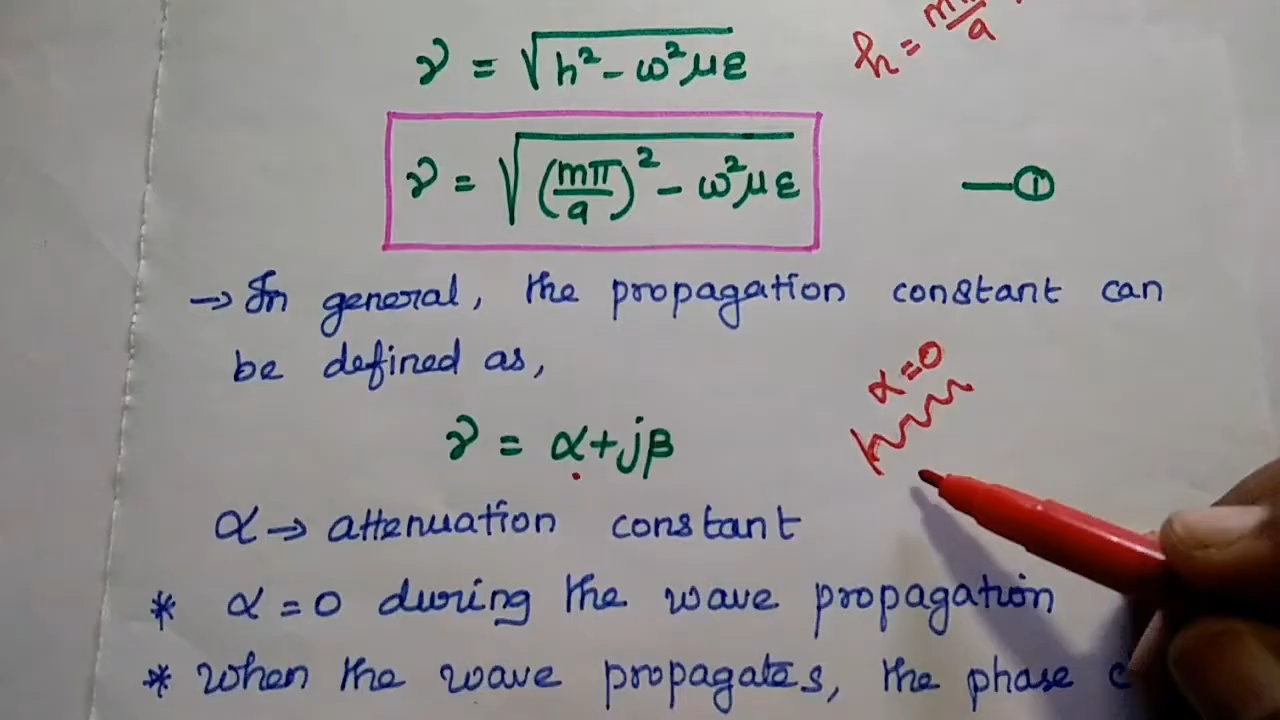 γ = √h² - ω²με
h = mπ/a
γ = √(mπ/a)² - ω²με —①
→ In general, the propagation constant can
be defined as,
α=0
γ = α+jβ
α → attenuation constant
* α = 0 during the wave propagation
* when the wave propagates, the phase c